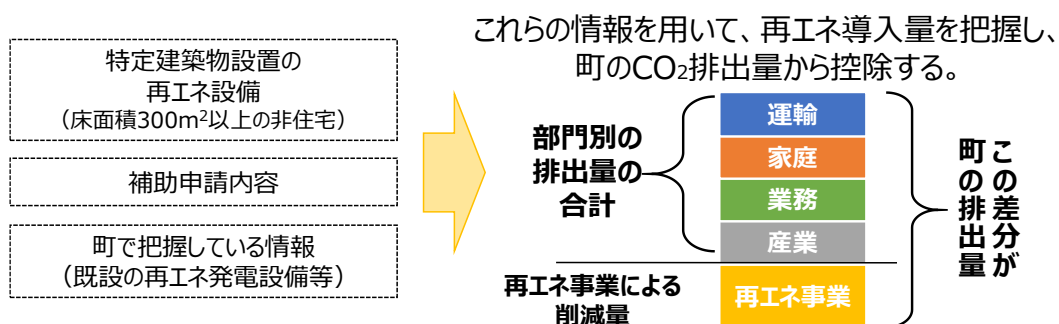 特定建築物設置の
再エネ設備
（床面積300m²以上の非住宅）
補助申請内容
町で把握している情報
（既設の再エネ発電設備等）
これらの情報を用いて、再エネ導入量を把握し、
町のCO₂排出量から控除する。
部門別の
排出量の
合計
運輸
家庭
業務
産業
再エネ事業による
削減量
再エネ事業
この差分が
町の排出量